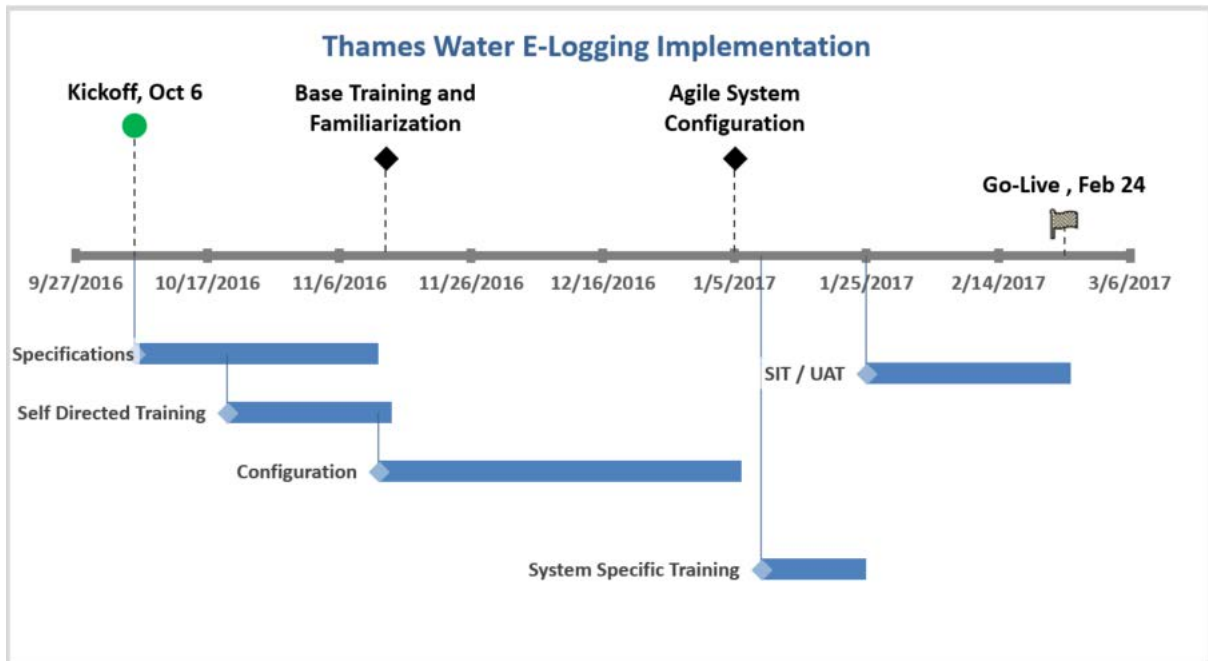 Thames Water E-Logging Implementation
Kickoff, Oct 6
Base Training and
Familiarization
Agile System
Configuration
Go-Live , Feb 24
9/27/2016 10/17/2016 11/6/2016 11/26/2016 12/16/2016 1/5/2017 1/25/2017 2/14/2017 3/6/2017
Specifications
SIT / UAT
Self Directed Training
Configuration
System Specific Training